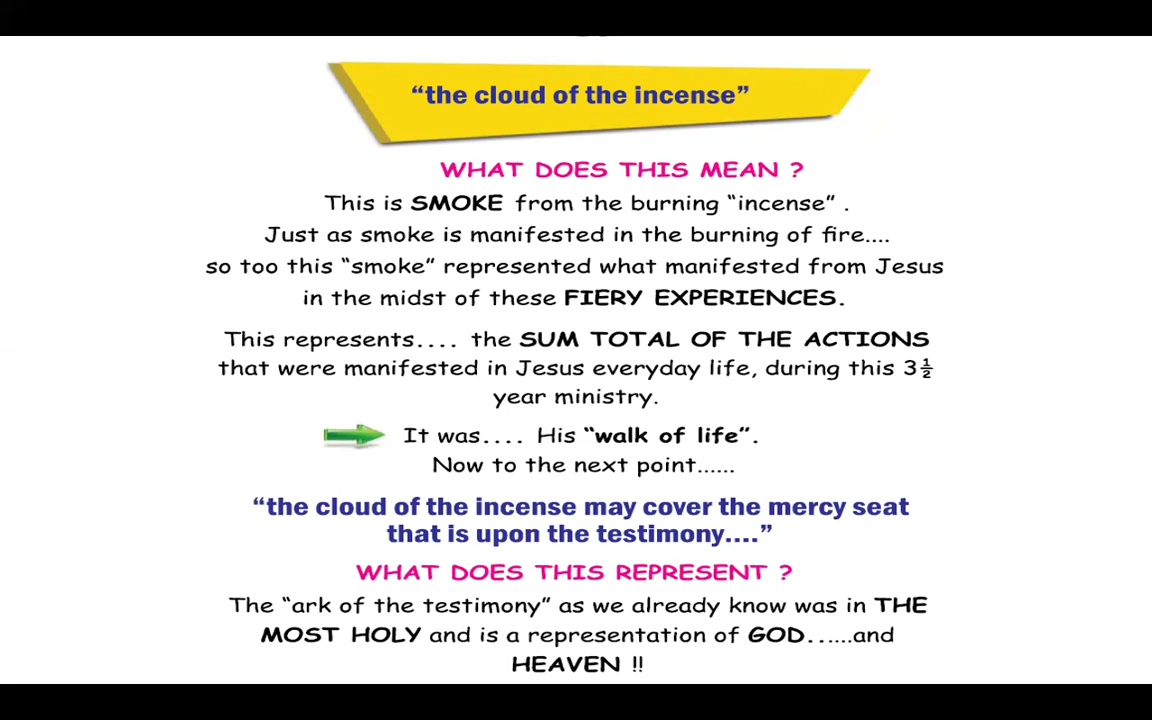 “the cloud of the incense”
WHAT DOES THIS MEAN ?
This is SMOKE from the burning “incense” .
Just as smoke is manifested in the burning of fire....
so too this “smoke” represented what manifested from Jesus
in the midst of these FIERY EXPERIENCES.
This represents.... the SUM TOTAL OF THE ACTIONS
that were manifested in Jesus everyday life, during this 3½
year ministry.
It was.... His “walk of life”.
Now to the next point......
“the cloud of the incense may cover the mercy seat
that is upon the testimony....”
WHAT DOES THIS REPRESENT ?
The “ark of the testimony” as we already know was in THE
MOST HOLY and is a representation of GOD......and
HEAVEN !!